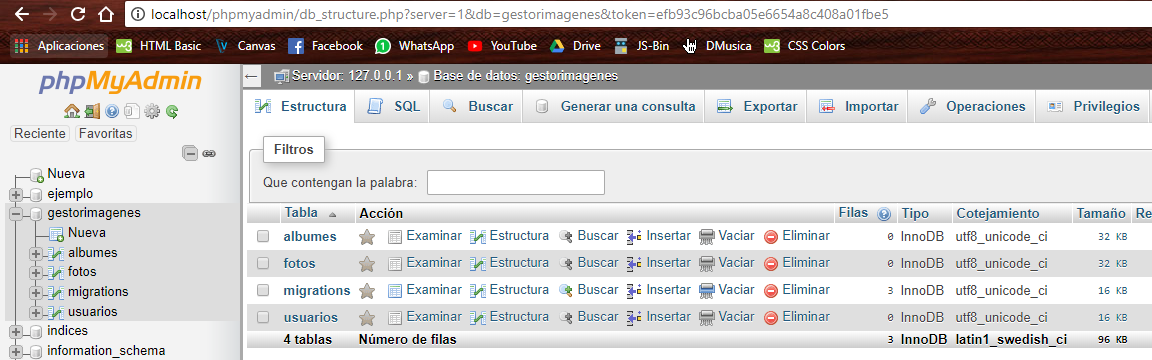 localhost/phpmyadmin/db_structure.php?server=1&db=gestorimagenes&token=efb93c96bcba05e6654a8c408a01fbe5
Aplicaciones HTML Basic Canvas Facebook WhatsApp YouTube Drive JS-Bin DMusica CSS Colors
phpMyAdmin
Reciente Favoritas
Nueva
ejemplo
gestorimagenes
Nueva
albumes
fotos
migrations
usuarios
indices
information_schema
Servidor: 127.0.0.1 » Base de datos: gestorimagenes
Estructura SQL Buscar Generar una consulta Exportar Importar Operaciones Privilegios
Filtros
Que contengan la palabra:
Tabla Acción Filas Tipo Cotejamiento Tamaño Re
albumes Examinar Estructura Buscar Insertar Vaciar Eliminar 0 InnoDB utf8_unicode_ci 32 KB
fotos Examinar Estructura Buscar Insertar Vaciar Eliminar 0 InnoDB utf8_unicode_ci 32 KB
migrations Examinar Estructura Buscar Insertar Vaciar Eliminar 3 InnoDB utf8_unicode_ci 16 KB
usuarios Examinar Estructura Buscar Insertar Vaciar Eliminar 0 InnoDB utf8_unicode_ci 16 KB
4 tablas Número de filas 3 InnoDB latin1_swedish_ci 96 KB